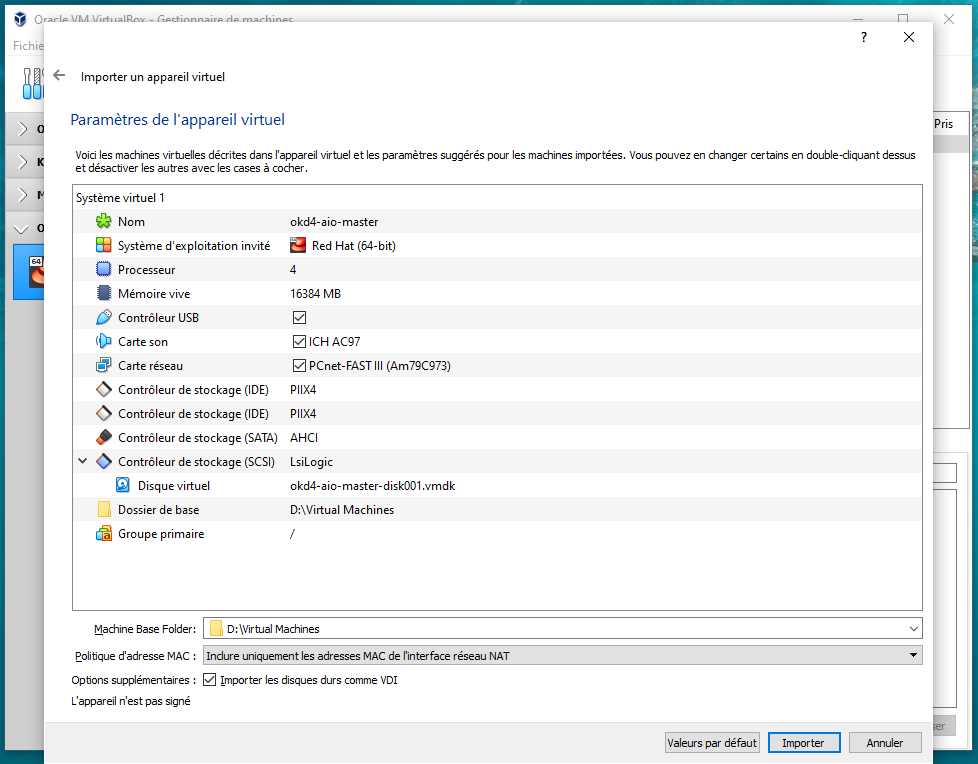 Oracle VM VirtualBox - Gestionnaire de machines
Fichie
?
Importer un appareil virtuel
Paramètres de l'appareil virtuel
Pris
Voici les machines virtuelles décrites dans l'appareil virtuel et les paramètres suggérés pour les machines importées. Vous pouvez en changer certains en double-cliquant dessus
et désactiver les autres avec les cases à cocher.
Système virtuel 1
Nom okd4-aio-master
Système d'exploitation invité Red Hat (64-bit)
64
Processeur 4
Mémoire vive 16384 MB
Contrôleur USB
Carte son ICH AC97
Carte réseau PCnet-FAST III (Am79C973)
Contrôleur de stockage (IDE) PIIX4
Contrôleur de stockage (IDE) PIIX4
Contrôleur de stockage (SATA) AHCI
Contrôleur de stockage (SCSI) LsiLogic
Disque virtuel okd4-aio-master-disk001.vmdk
Dossier de base D:\Virtual Machines
Groupe primaire /
Machine Base Folder: D:\Virtual Machines
Politique d'adresse MAC : Inclure uniquement les adresses MAC de l'interface réseau NAT
Options supplémentaires : Importer les disques durs comme VDI
L'appareil n'est pas signé
Valeurs par défaut Importer Annuler